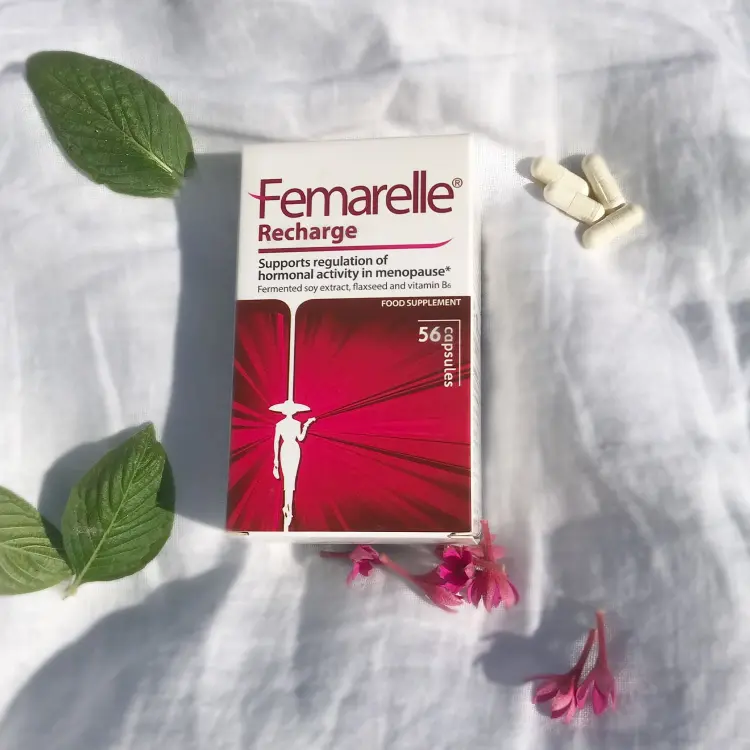 Femarelle®
Recharge
Supports regulation of
hormonal activity in menopause*
Fermented soy extract, flaxseed and vitamin B6
FOOD SUPPLEMENT
56 capsules